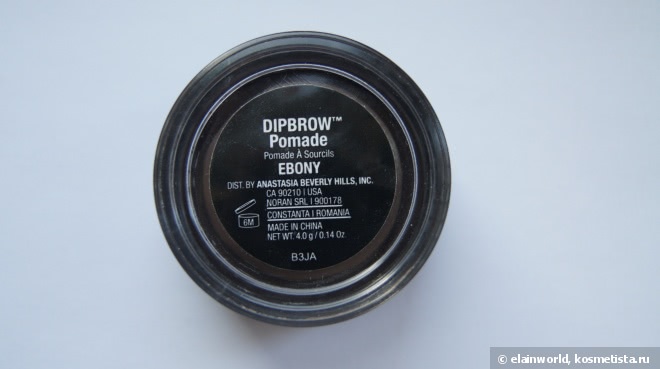 DIPBROW™
Pomade
Pomade À Sourcils
EBONY
DIST. BY ANASTASIA BEVERLY HILLS, INC.
CA 90210 | USA
NORAN SRL | 900178
CONSTANTA | ROMANIA
6M
MADE IN CHINA
NET WT. 4.0 g / 0.14 Oz.
B3JA
© elainworld, kosmetista.ru